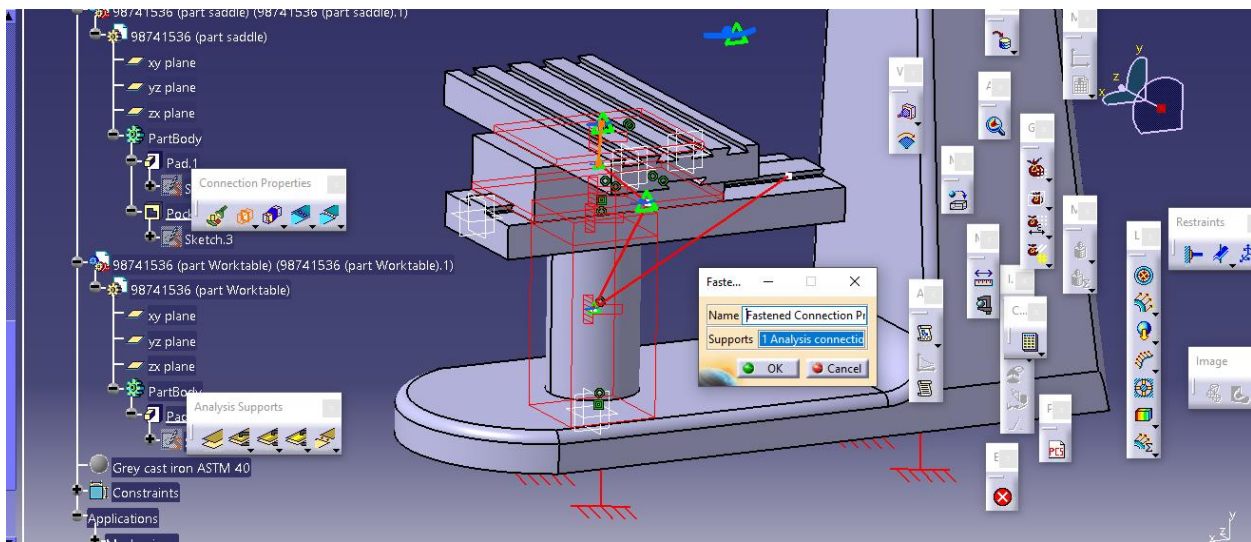 98741536 (part saddle) (98741536 (part saddle).1)
98741536 (part saddle)
xy plane
yz plane
zx plane
PartBody
Pad.1
S
Connection Properties
Pock
Sketch.3
98741536 (part Worktable) (98741536 (part Worktable).1)
98741536 (part Worktable)
xy plane
yz plane
zx plane
PartBody
Pad
Analysis Supports
Grey cast iron ASTM 40
Constraints
Applications
Faste...
Name
Fastened Connection Pr
Supports
1 Analysis connectio
OK
Cancel
V
A
M
G
M
M
M
L
A
L
C...
P
PCS
E
Restraints
Image
y
z
x
y
z